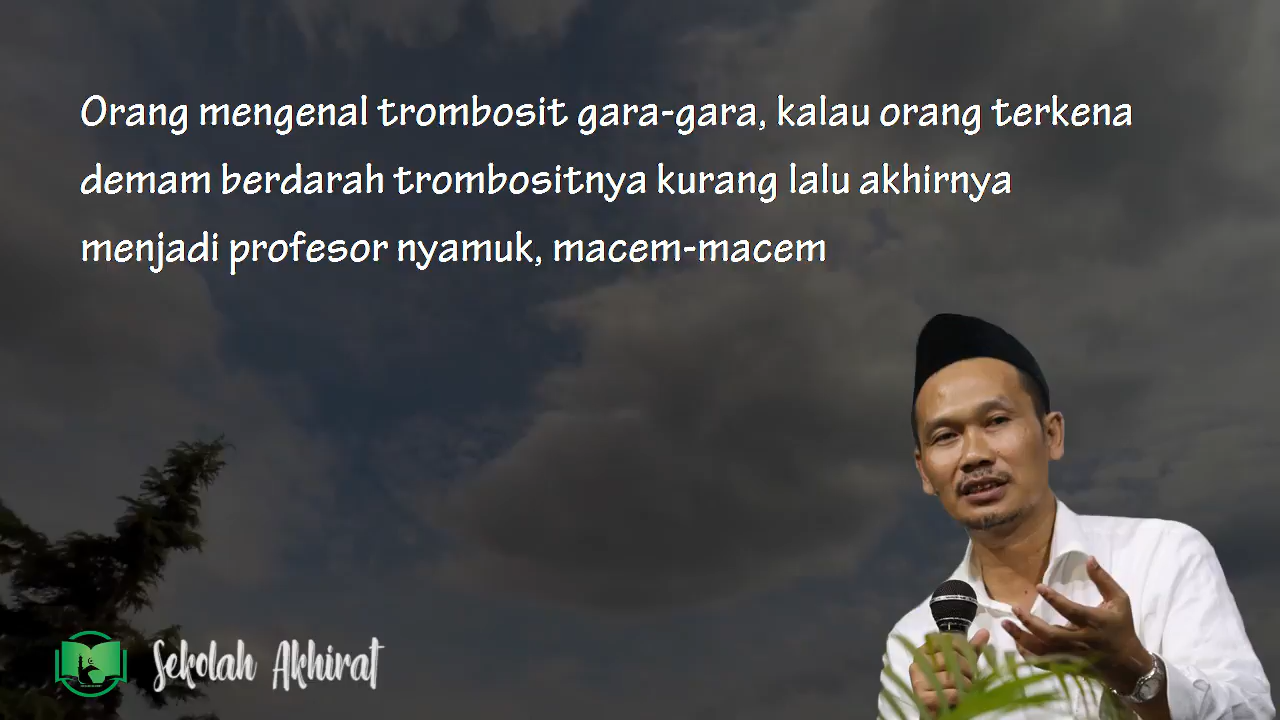 Orang mengenal trombosit gara-gara, kalau orang terkena
demam berdarah trombositnya kurang lalu akhirnya
menjadi profesor nyamuk, macem-macem
Sekolah Akhirat